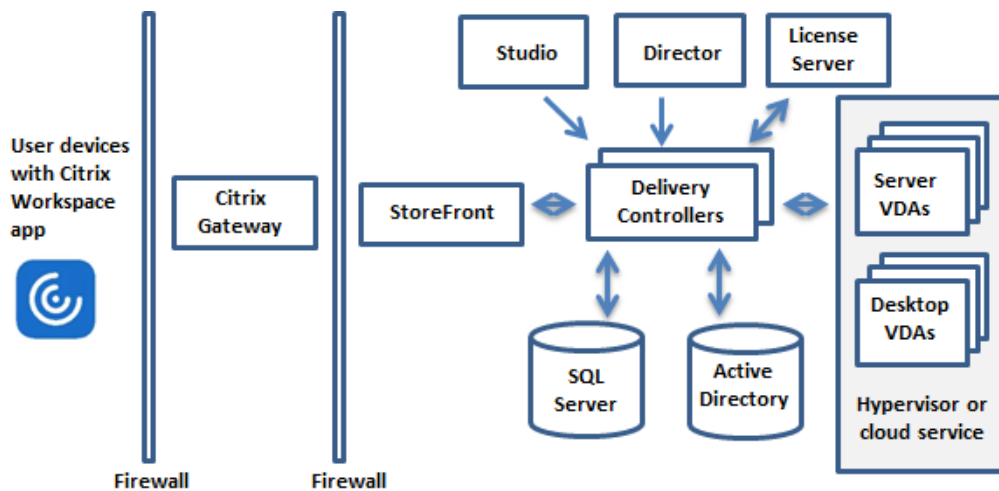 User devices
with Citrix
Workspace
app
Firewall
Citrix
Gateway
Firewall
StoreFront
Studio
Director
License
Server
Delivery
Controllers
SQL
Server
Active
Directory
Server
VDAs
Desktop
VDAs
Hypervisor or
cloud service